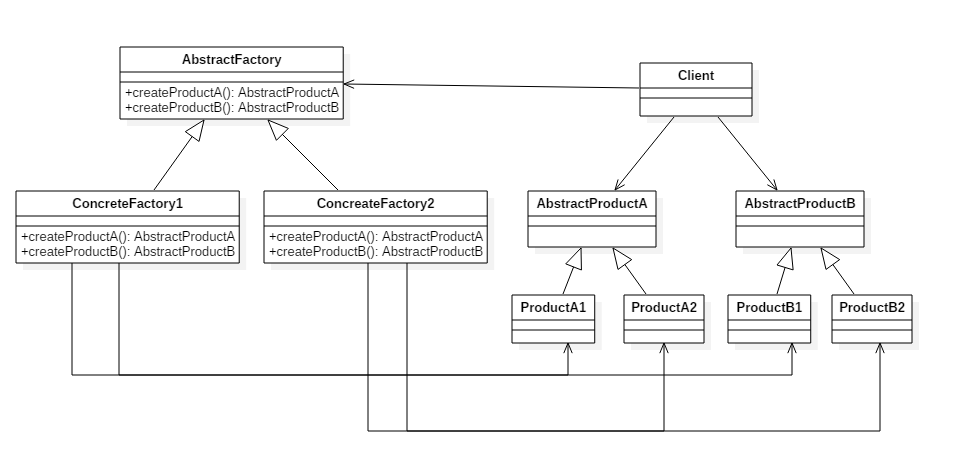 AbstractFactory
+createProductA(): AbstractProductA
+createProductB(): AbstractProductB
Client
ConcreteFactory1
+createProductA(): AbstractProductA
+createProductB(): AbstractProductB
ConcreateFactory2
+createProductA(): AbstractProductA
+createProductB(): AbstractProductB
AbstractProductA
AbstractProductB
ProductA1
ProductA2
ProductB1
ProductB2